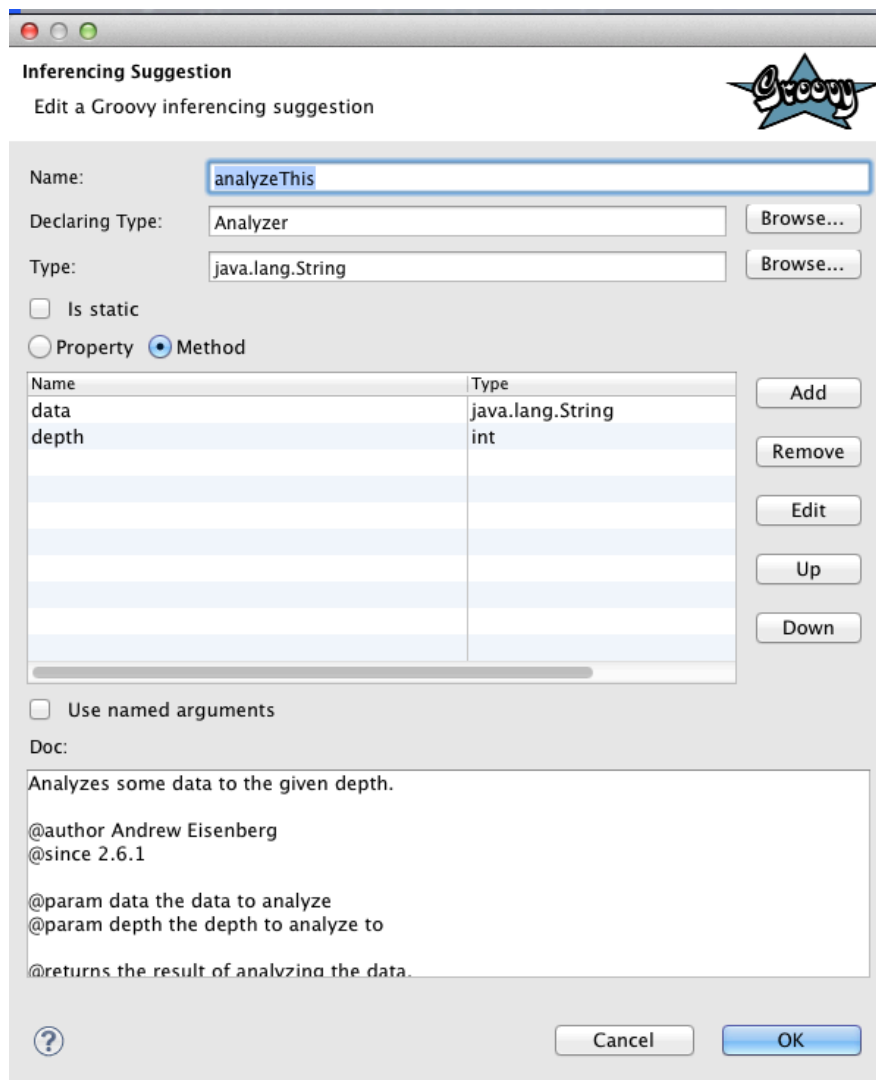 Inferencing Suggestion
Edit a Groovy inferencing suggestion
Groovy
Name: analyzeThis
Declaring Type: Analyzer Browse...
Type: java.lang.String Browse...
Is static
Property Method
Name Type
data java.lang.String
depth int
Add
Remove
Edit
Up
Down
Use named arguments
Doc:
Analyzes some data to the given depth.
@author Andrew Eisenberg
@since 2.6.1
@param data the data to analyze
@param depth the depth to analyze to
@returns the result of analyzing the data.
? Cancel OK